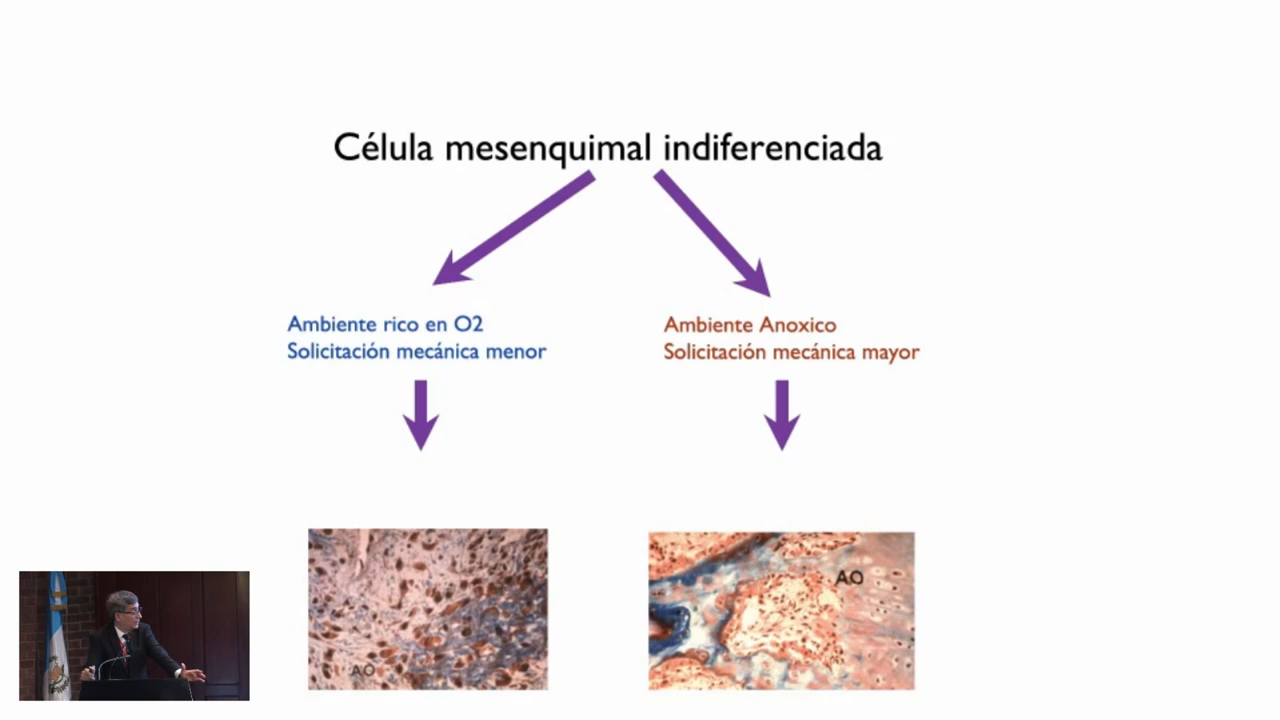 Célula mesenquimal indiferenciada
Ambiente rico en O2
Solicitación mecánica menor
Ambiente Anoxico
Solicitación mecánica mayor
AO
AO